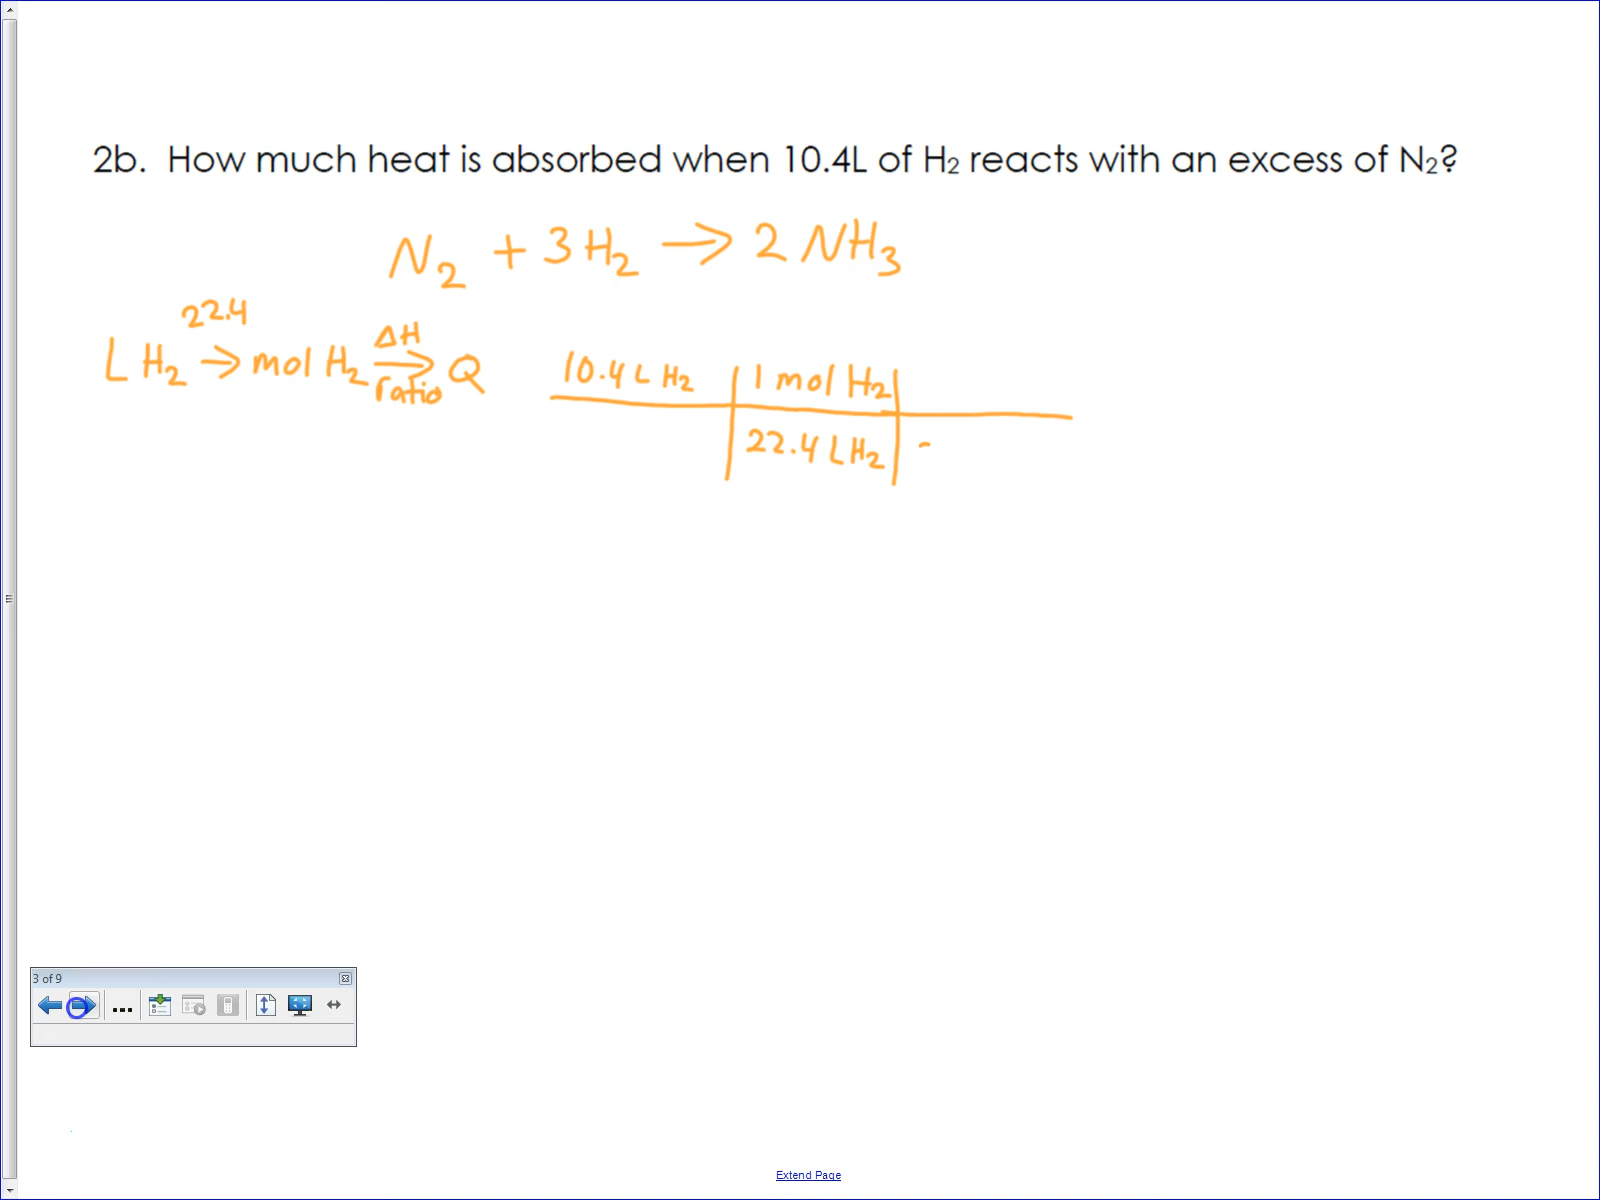 2b. How much heat is absorbed when 10.4L of H2 reacts with an excess of N2?
N2 + 3H2 → 2 NH3
22.4
L H2 → mol H2 ΔH → ratio Q
10.4 L H2 | 1 mol H2 |
22.4 L H2
3 of 9
Extend Page